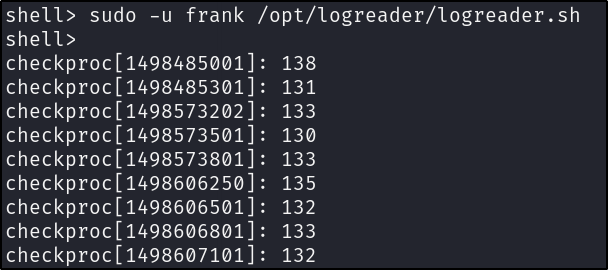 shell> sudo -u frank /opt/logreader/logreader.sh
shell>
checkproc[1498485001]: 138
checkproc[1498485301]: 131
checkproc[1498573202]: 133
checkproc[1498573501]: 130
checkproc[1498573801]: 133
checkproc[1498606250]: 135
checkproc[1498606501]: 132
checkproc[1498606801]: 133
checkproc[1498607101]: 132